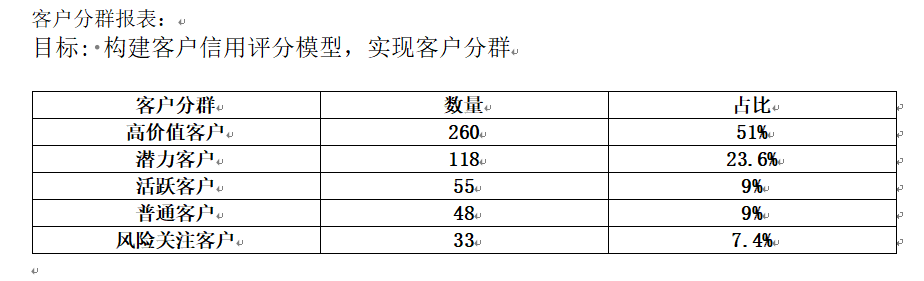 客户分群报表：
目标: 构建客户信用评分模型，实现客户分群
客户分群 数量 占比
高价值客户 260 51%
潜力客户 118 23.6%
活跃客户 55 9%
普通客户 48 9%
风险关注客户 33 7.4%